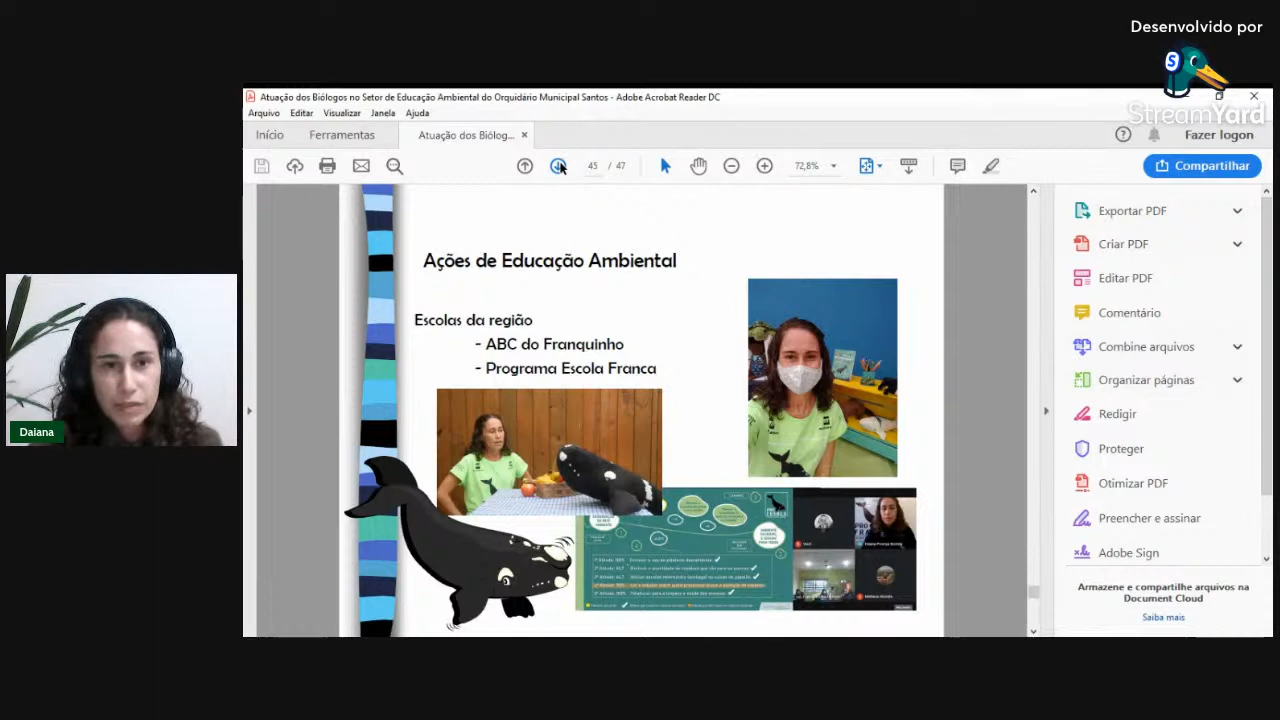 Desenvolvido por
StreamYard
Atuação dos Biólogos no Setor de Educação Ambiental do Orquidário Municipal Santos - Adobe Acrobat Reader DC
Arquivo Editar Visualizar Janela Ajuda
Início Ferramentas Atuação dos Biólog... Fazer logon
45 / 47 72,8% Compartilhar
Ações de Educação Ambiental
Escolas da região
- ABC do Franquinho
- Programa Escola Franca
Exportar PDF
Criar PDF
Editar PDF
Comentário
Combine arquivos
Organizar páginas
Redigir
Proteger
Otimizar PDF
Preencher e assinar
Adobe Sign
Armazene e compartilhe arquivos na
Document Cloud
Saiba mais
Daiana